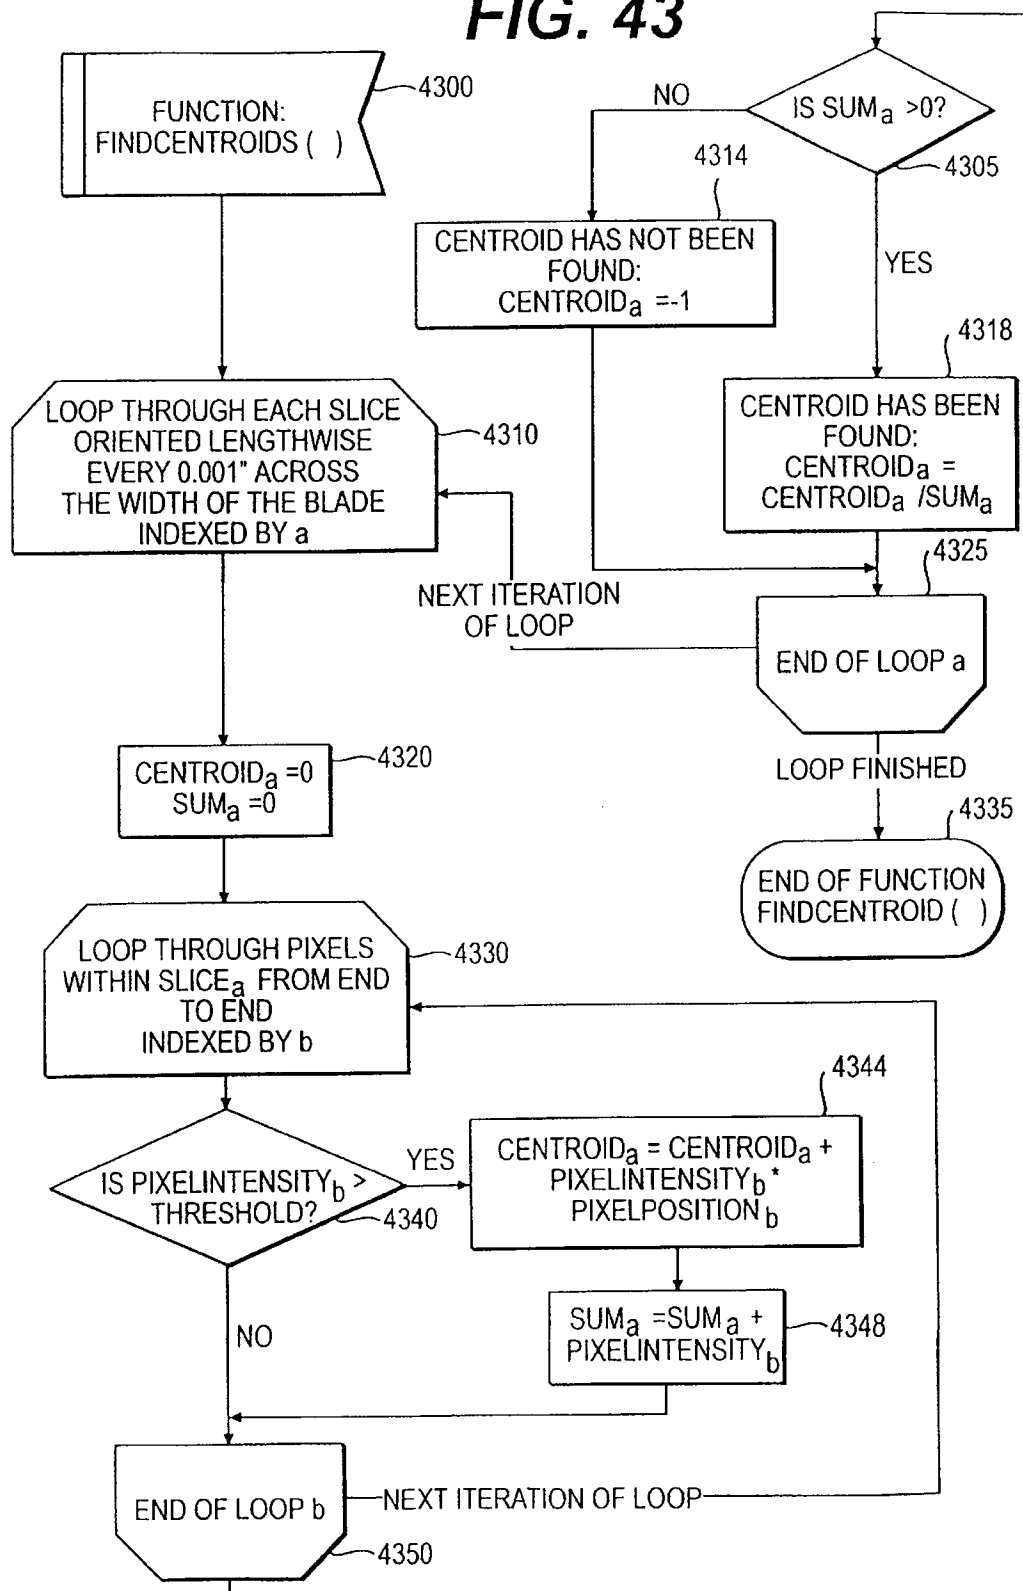 FIG. 43
FUNCTION:
FINDCENTROIDS ( )
4300
LOOP THROUGH EACH SLICE
ORIENTED LENGTHWISE
EVERY 0.001" ACROSS
THE WIDTH OF THE BLADE
INDEXED BY a
4310
CENTROIDa =0
SUMa =0
4320
LOOP THROUGH PIXELS
WITHIN SLICEa FROM END
TO END
INDEXED BY b
4330
IS PIXELINTENSITYb >
THRESHOLD?
4340
YES
NO
CENTROIDa = CENTROIDa +
PIXELINTENSITYb*
PIXELPOSITIONb
4344
SUMa =SUMa +
PIXELINTENSITYb
4348
END OF LOOP b
4350
NEXT ITERATION OF LOOP
IS SUMa >0?
4305
NO
YES
CENTROID HAS NOT BEEN
FOUND:
CENTROIDa =-1
4314
CENTROID HAS BEEN
FOUND:
CENTROIDa =
CENTROIDa /SUMa
4318
END OF LOOP a
4325
NEXT ITERATION
OF LOOP
LOOP FINISHED
END OF FUNCTION
FINDCENTROID ( )
4335